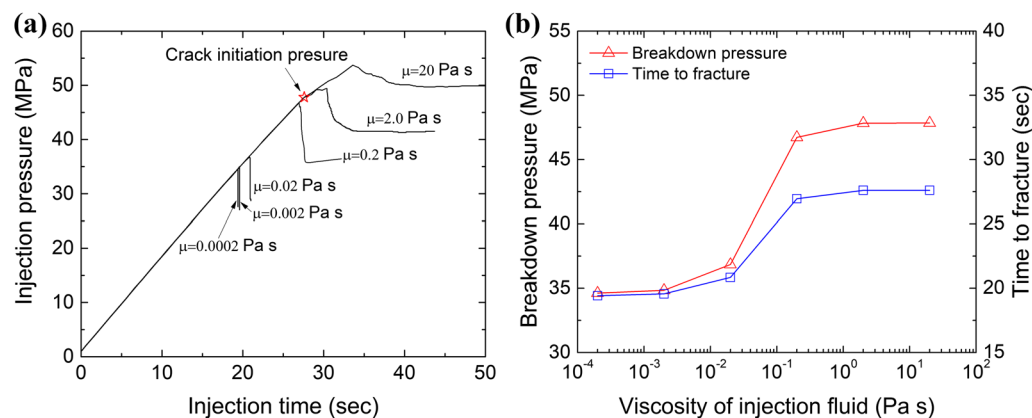 (a)
Injection pressure (MPa)
60
50
40
30
20
10
0
Crack initiation presure
μ=20 Pa s
μ=2.0 Pa s
μ=0.2 Pa s
μ=0.02 Pa s
μ=0.002 Pa s
μ=0.0002 Pa s
0 10 20 30 40 50
Injection time (sec)
(b)
Breakdown pressure (MPa)
55
50
45
40
35
30
Breakdown pressure
Time to fracture
40
35
30
25
20
15
Time to fracture (sec)
10⁻⁴ 10⁻³ 10⁻² 10⁻¹ 10⁰ 10¹ 10²
Viscosity of injection fluid (Pa s)